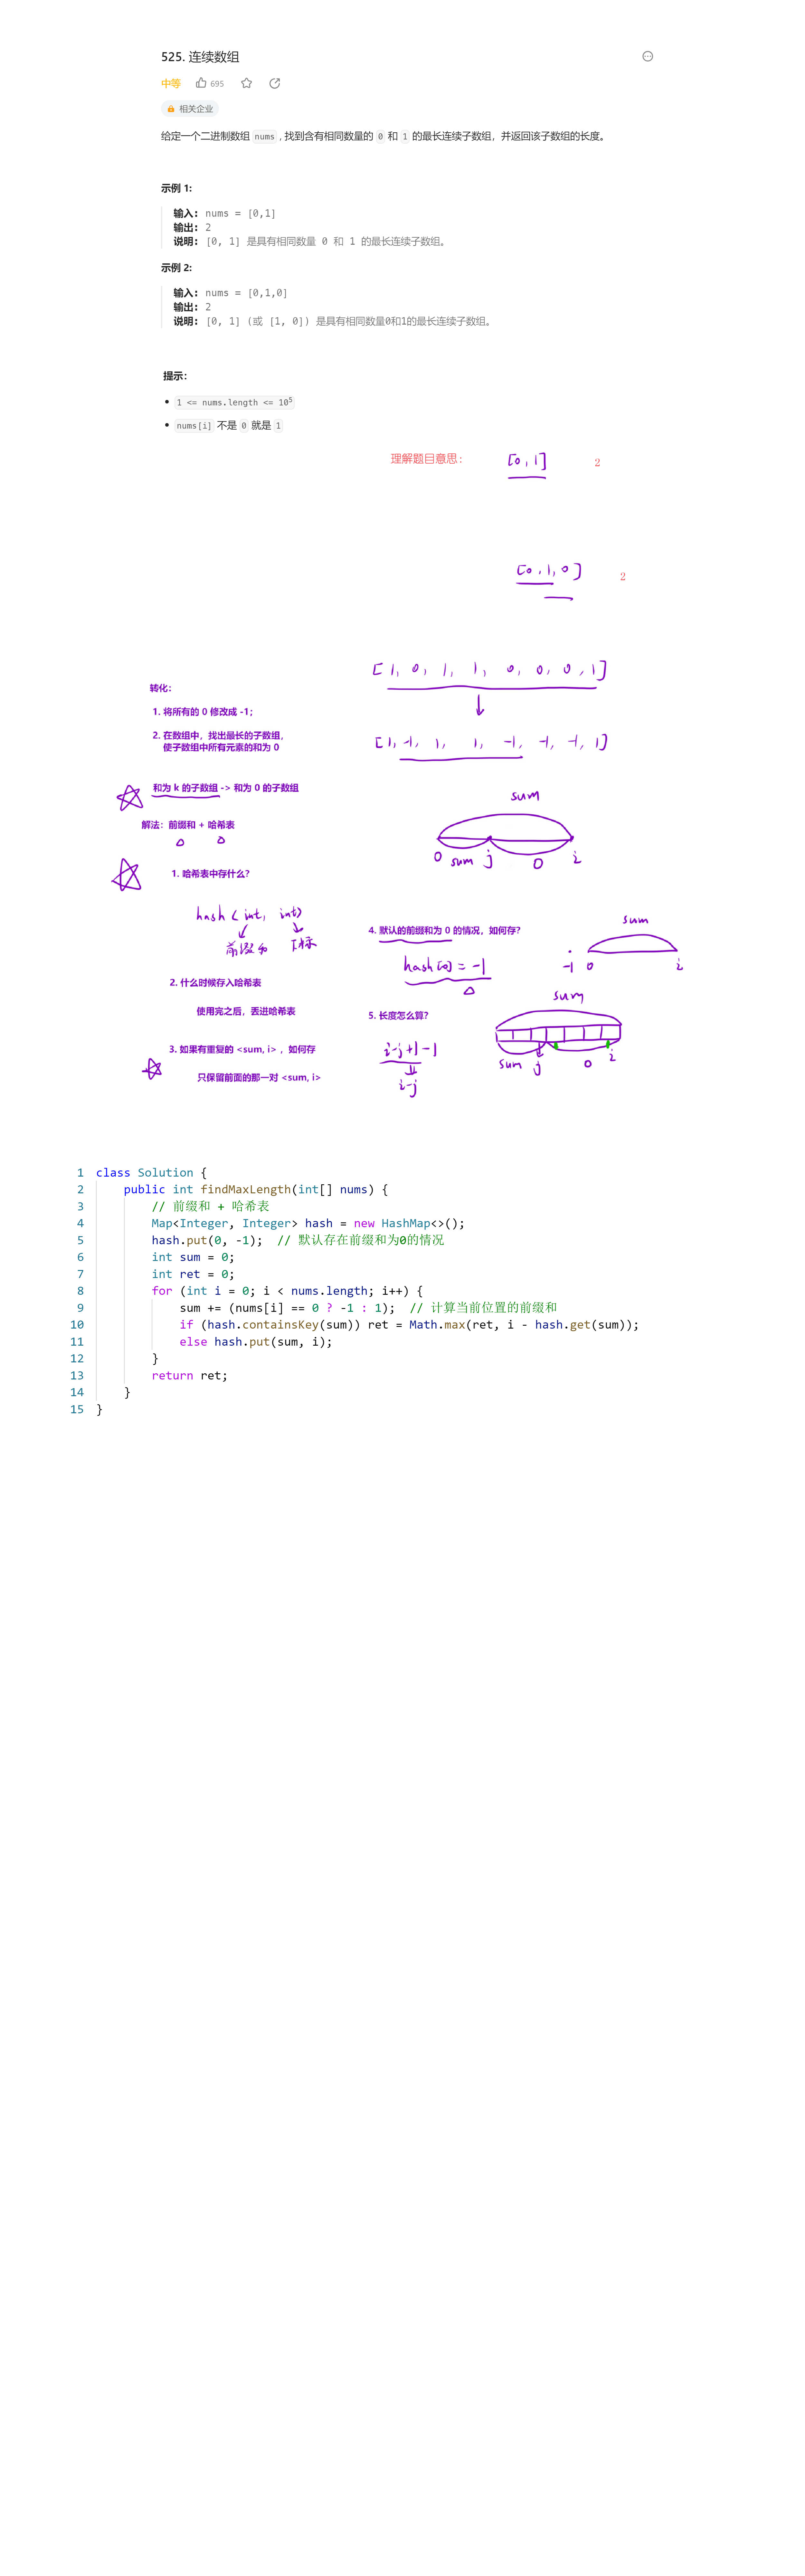 525. 连续数组
中等 695
相关企业
给定一个二进制数组 nums , 找到含有相同数量的 0 和 1 的最长连续子数组，并返回该子数组的长度。
示例 1:
输入: nums = [0,1]
输出: 2
说明: [0, 1] 是具有相同数量 0 和 1 的最长连续子数组。
示例 2:
输入: nums = [0,1,0]
输出: 2
说明: [0, 1] (或 [1, 0]) 是具有相同数量0和1的最长连续子数组。
提示：
• 1 <= nums.length <= 10⁵
• nums[i] 不是 0 就是 1
理解题目意思： [0,1] 2
[0,1,0] 2
[1, 0, 1, 1, 0, 0, 0, 1]
转化：
1. 将所有的 0 修改成 -1；
2. 在数组中，找出最长的子数组，
使子数组中所有元素的和为 0
[1, -1, 1, 1, -1, -1, -1, 1]
和为 k 的子数组 -> 和为 0 的子数组
sum
解法：前缀和 + 哈希表
0 sum j 0 i
1. 哈希表中存什么？
hash<int, int>
前缀和 下标
4. 默认的前缀和为 0 的情况，如何存？
sum
hash[0] = -1
-1 0 i
2. 什么时候存入哈希表
使用完之后，丢进哈希表
5. 长度怎么算？
sum
i-j+1-1
i-j
sum j 0 i
3. 如果有重复的 <sum, i> ，如何存
只保留前面的那一对 <sum, i>
1 class Solution {
2 public int findMaxLength(int[] nums) {
3 // 前缀和 + 哈希表
4 Map<Integer, Integer> hash = new HashMap<>();
5 hash.put(0, -1); // 默认存在前缀和为0的情况
6 int sum = 0;
7 int ret = 0;
8 for (int i = 0; i < nums.length; i++) {
9 sum += (nums[i] == 0 ? -1 : 1); // 计算当前位置的前缀和
10 if (hash.containsKey(sum)) ret = Math.max(ret, i - hash.get(sum));
11 else hash.put(sum, i);
12 }
13 return ret;
14 }
15 }